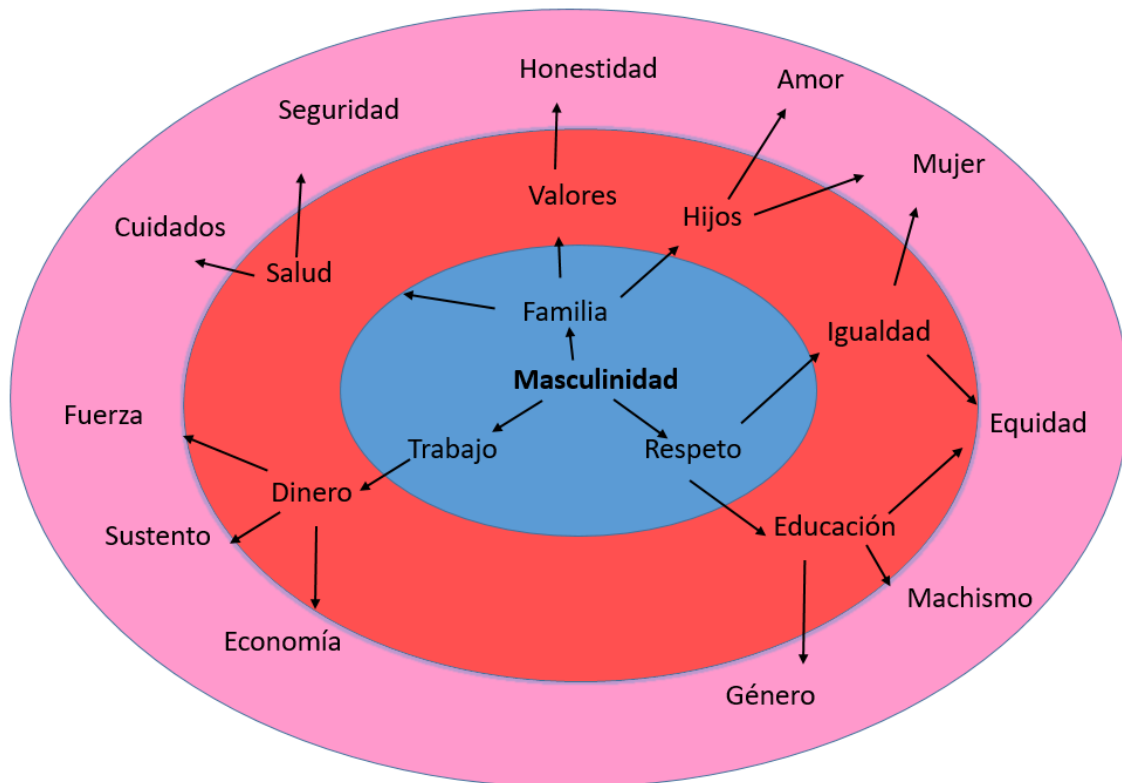 Honestidad
Amor
Seguridad
Mujer
Valores
Hijos
Cuidados
Salud
Familia
Igualdad
Masculinidad
Fuerza
Equidad
Trabajo
Respeto
Dinero
Educación
Sustento
Machismo
Economía
Género